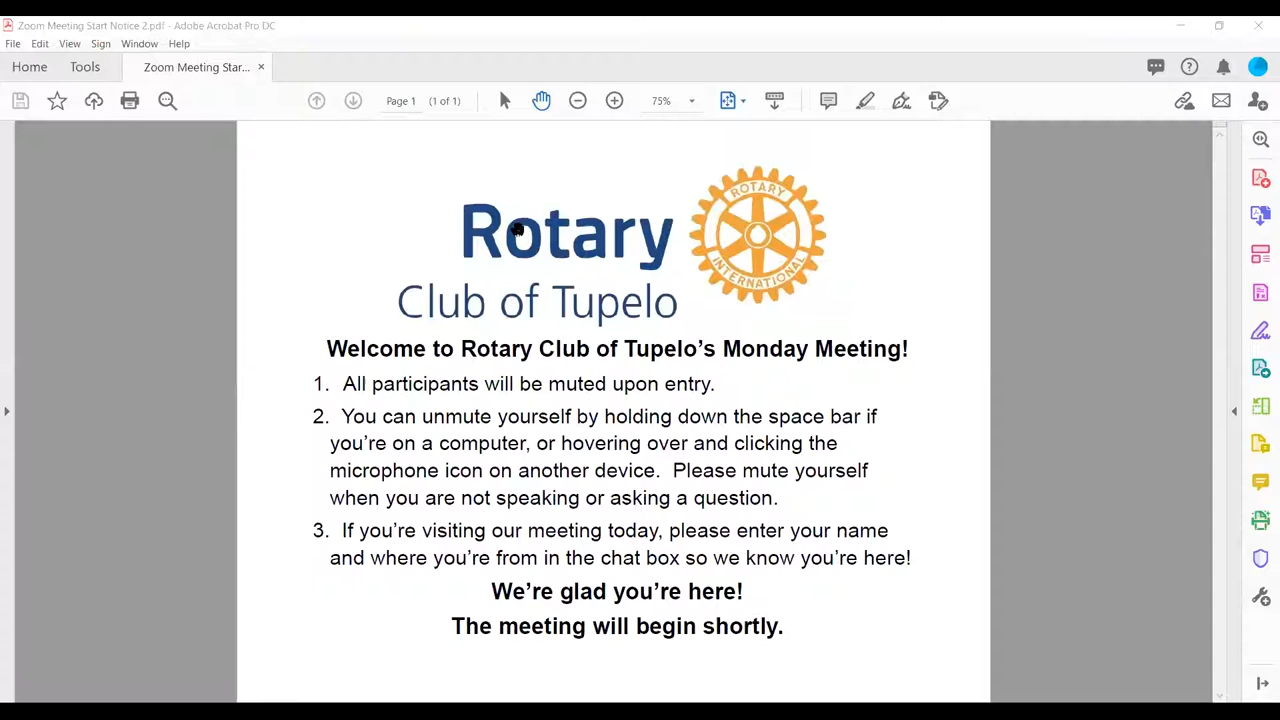 Zoom Meeting Start Notice 2.pdf - Adobe Acrobat Pro DC
File Edit View Sign Window Help
Home Tools Zoom Meeting Star... ×
Page 1 (1 of 1) 75%
Rotary
ROTARY
INTERNATIONAL
Club of Tupelo
Welcome to Rotary Club of Tupelo’s Monday Meeting!
1. All participants will be muted upon entry.
2. You can unmute yourself by holding down the space bar if
you’re on a computer, or hovering over and clicking the
microphone icon on another device. Please mute yourself
when you are not speaking or asking a question.
3. If you’re visiting our meeting today, please enter your name
and where you’re from in the chat box so we know you’re here!
We’re glad you’re here!
The meeting will begin shortly.